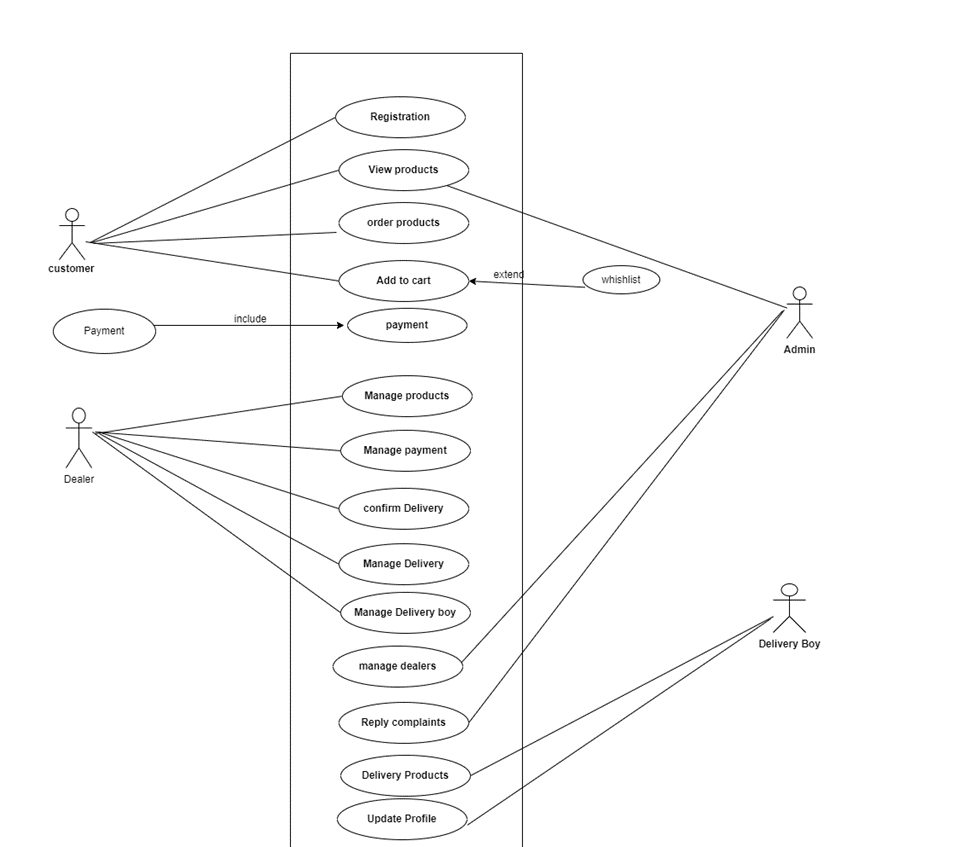 Registration
View products
order products
customer
Add to cart
extend
whishlist
Payment
include
payment
Admin
Manage products
Manage payment
Dealer
confirm Delivery
Manage Delivery
Manage Delivery boy
Delivery Boy
manage dealers
Reply complaints
Delivery Products
Update Profile